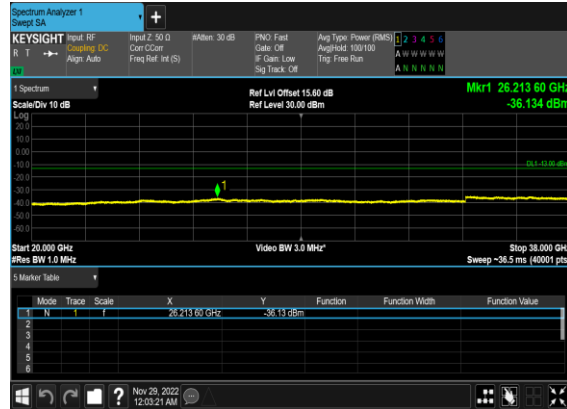 Spectrum Analyzer 1
Swept SA
+
KEYSIGHT Input: RF Input Z: 50 Ω #Atten: 30 dB PNO: Fast Avg Type: Power (RMS) 1 2 3 4 5 6
R T Coupling: DC Corr CCorr Gate: Off Avg|Hold: 100/100 A W W W W W
Align: Auto Freq Ref: Int (S) IF Gain: Low Trig: Free Run
Sig Track: Off A N N N N N
1 Spectrum Ref Lvl Offset 15.60 dB Mkr1 26.213 60 GHz
Scale/Div 10 dB Ref Level 30.00 dBm -36.134 dBm
Log
20.0
10.0
0.00
-10.0 DL1 -13.00 dBm
-20.0
-30.0 1
-40.0
-50.0
-60.0
Start 20.000 GHz Video BW 3.0 MHz* Stop 38.000 GHz
#Res BW 1.0 MHz Sweep ~36.5 ms (40001 pts)
5 Marker Table
Mode Trace Scale X Y Function Function Width Function Value
1 N 1 f 26.213 60 GHz -36.13 dBm
2
3
4
5
6
? Nov 29, 2022
12:03:21 AM